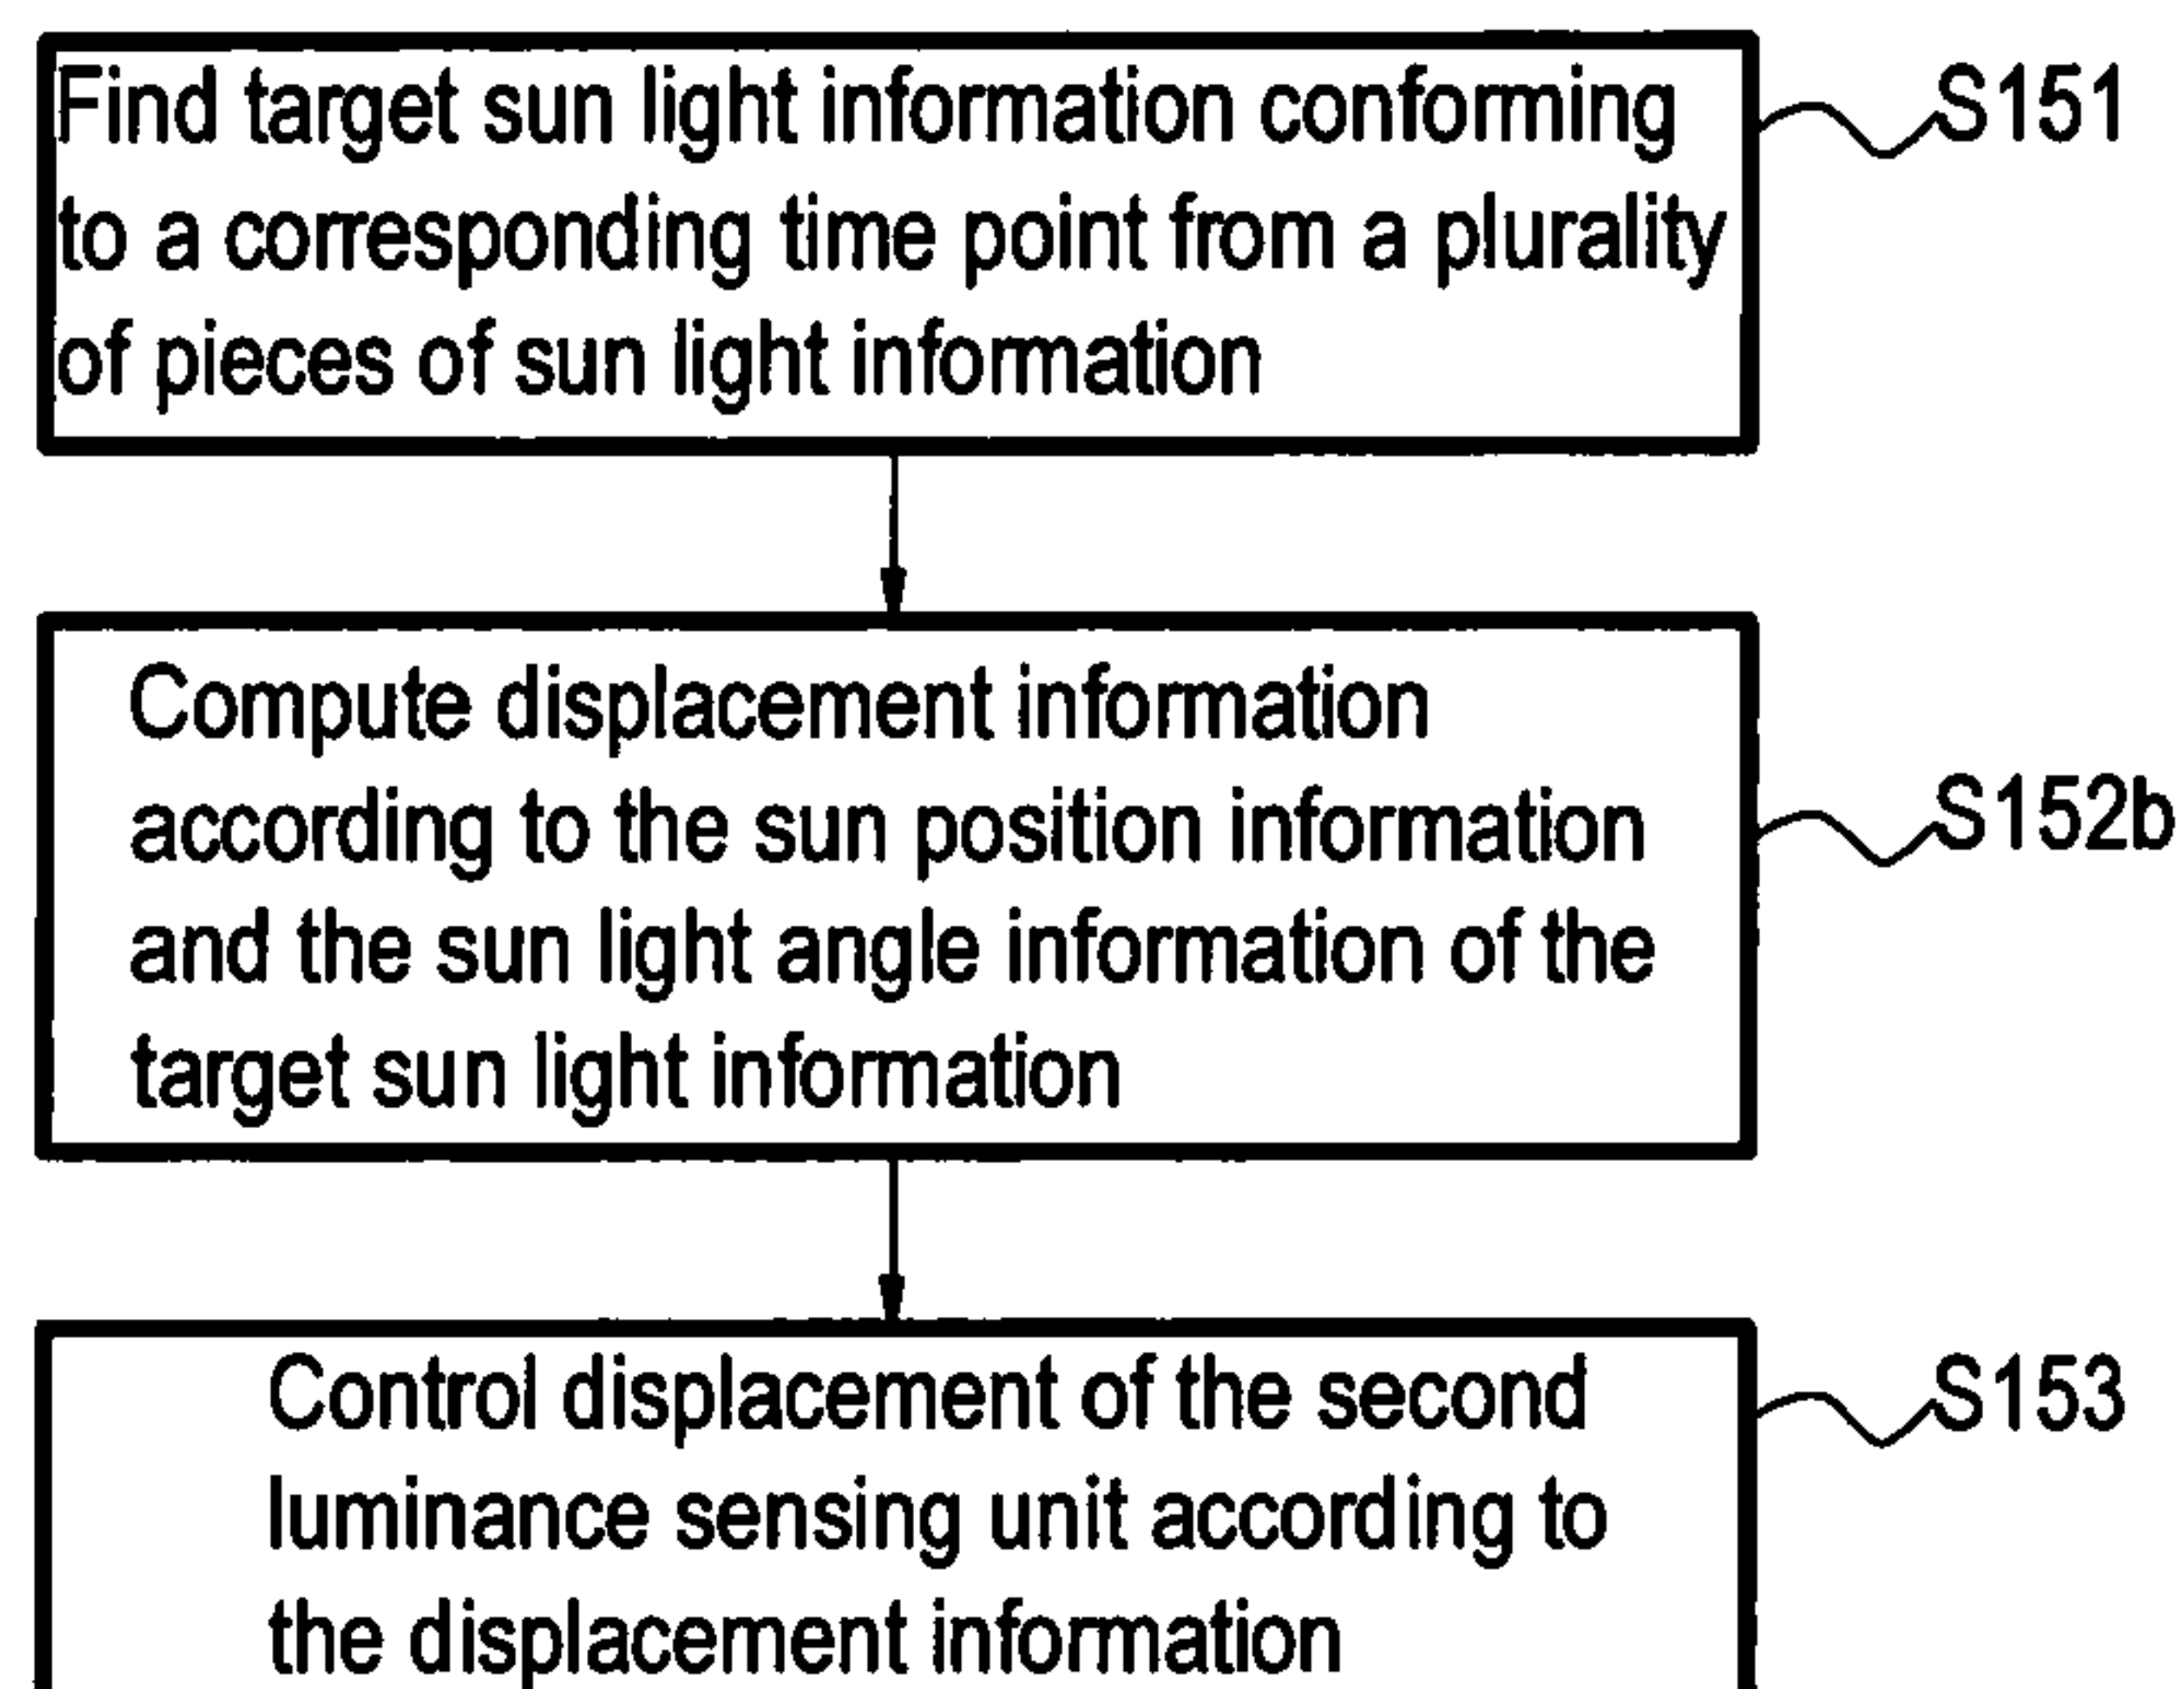 Find target sun light information conforming
to a corresponding time point from a plurality
of pieces of sun light information
S151
Compute displacement information
according to the sun position information
and the sun light angle information of the
target sun light information
S152b
Control displacement of the second
luminance sensing unit according to
the displacement information
S153